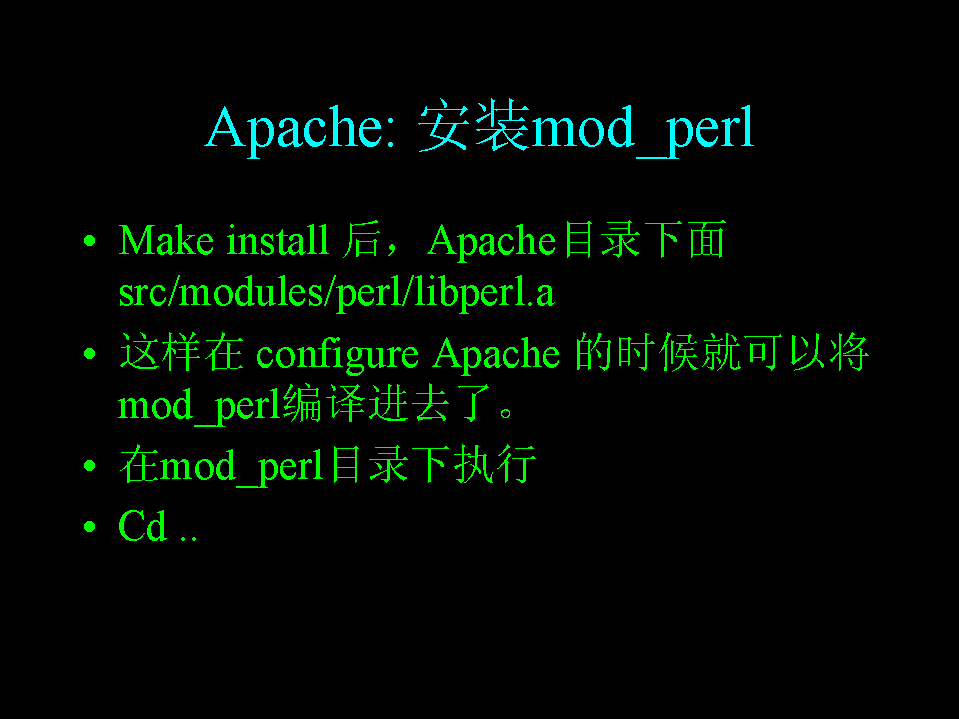 Apache: 安装mod_perl
• Make install 后，Apache目录下面
src/modules/perl/libperl.a
• 这样在 configure Apache 的时候就可以将
mod_perl编译进去了。
• 在mod_perl目录下执行
• Cd ..